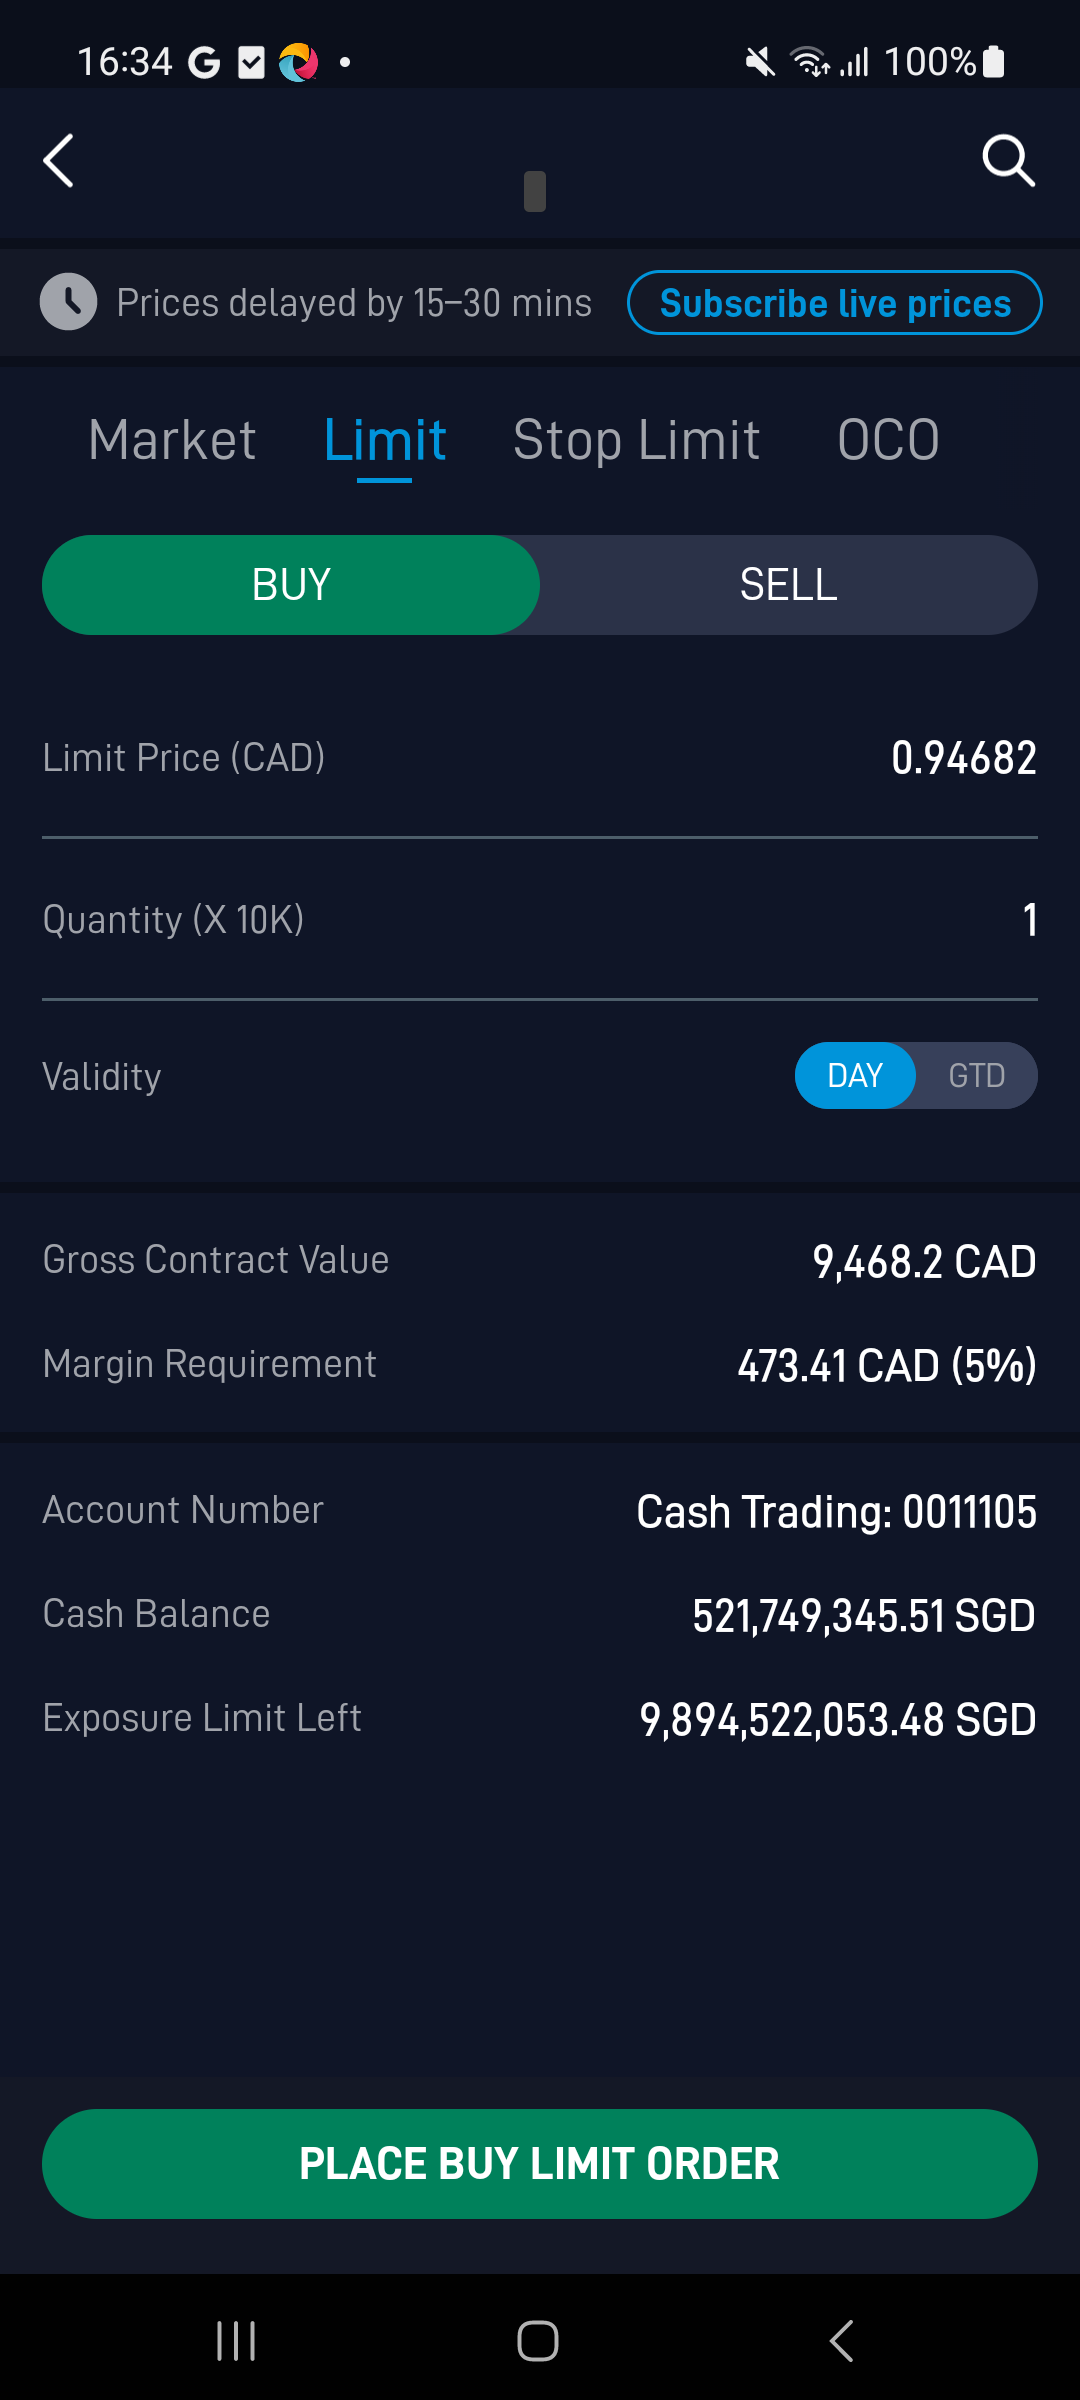 16:34 100%
Prices delayed by 15–30 mins Subscribe live prices
Market Limit Stop Limit OCO
BUY SELL
Limit Price (CAD) 0.94682
Quantity (X 10K) 1
Validity DAY GTD
Gross Contract Value 9,468.2 CAD
Margin Requirement 473.41 CAD (5%)
Account Number Cash Trading: 0011105
Cash Balance 521,749,345.51 SGD
Exposure Limit Left 9,894,522,053.48 SGD
PLACE BUY LIMIT ORDER